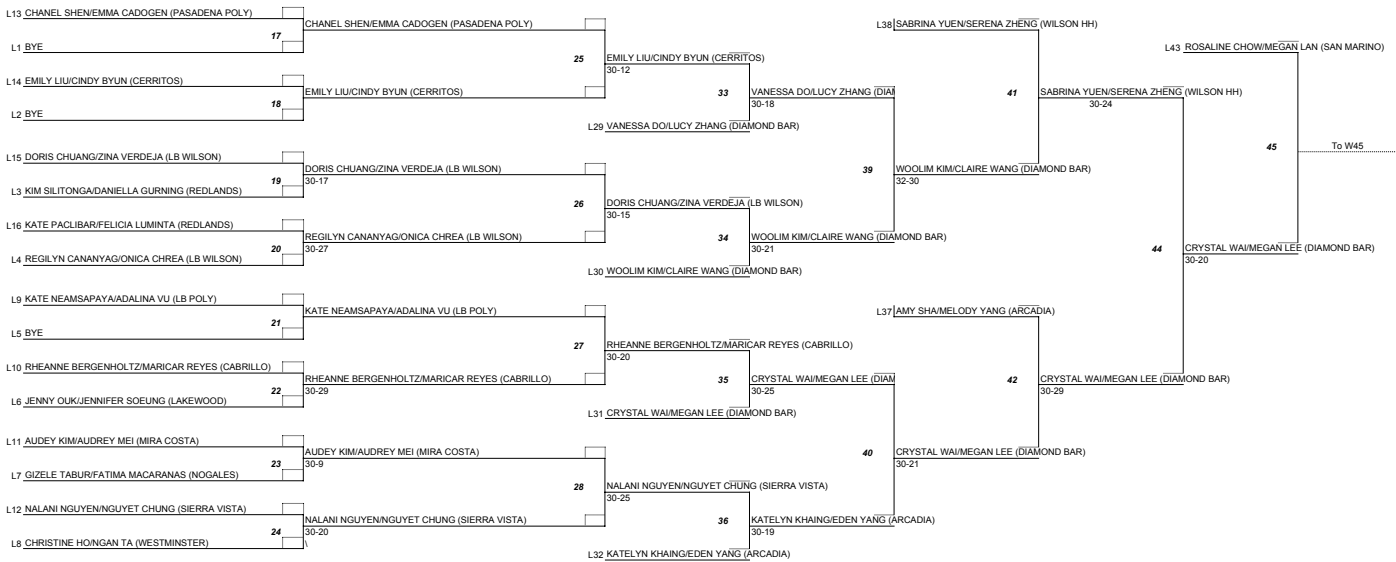 L13 CHANEL SHEN/EMMA CADOGEN (PASADENA POLY)
17
CHANEL SHEN/EMMA CADOGEN (PASADENA POLY)
L1 BYE
L14 EMILY LIU/CINDY BYUN (CERRITOS)
18
EMILY LIU/CINDY BYUN (CERRITOS)
L2 BYE
L15 DORIS CHUANG/ZINA VERDEJA (LB WILSON)
19
DORIS CHUANG/ZINA VERDEJA (LB WILSON)
30-17
L3 KIM SILITONGA/DANIELLA GURNING (REDLANDS)
L16 KATE PACLIBAR/FELICIA LUMINTA (REDLANDS)
20
REGILYN CANANYAG/ONICA CHREA (LB WILSON)
30-27
L4 REGILYN CANANYAG/ONICA CHREA (LB WILSON)
L9 KATE NEAMSAPAYA/ADALINA VU (LB POLY)
21
KATE NEAMSAPAYA/ADALINA VU (LB POLY)
L5 BYE
L10 RHEANNE BERGENHOLTZ/MARICAR REYES (CABRILLO)
22
RHEANNE BERGENHOLTZ/MARICAR REYES (CABRILLO)
30-29
L6 JENNY OUK/JENNIFER SOEUNG (LAKEWOOD)
L11 AUDEY KIM/AUDREY MEI (MIRA COSTA)
23
AUDEY KIM/AUDREY MEI (MIRA COSTA)
30-9
L7 GIZELE TABUR/FATIMA MACARANAS (NOGALES)
L12 NALANI NGUYEN/NGUYET CHUNG (SIERRA VISTA)
24
NALANI NGUYEN/NGUYET CHUNG (SIERRA VISTA)
30-20
\
L8 CHRISTINE HO/NGAN TA (WESTMINSTER)
25
EMILY LIU/CINDY BYUN (CERRITOS)
30-12
L29 VANESSA DO/LUCY ZHANG (DIAMOND BAR)
26
DORIS CHUANG/ZINA VERDEJA (LB WILSON)
30-15
L30 WOOLIM KIM/CLAIRE WANG (DIAMOND BAR)
27
RHEANNE BERGENHOLTZ/MARICAR REYES (CABRILLO)
30-20
L31 CRYSTAL WAI/MEGAN LEE (DIAMOND BAR)
28
NALANI NGUYEN/NGUYET CHUNG (SIERRA VISTA)
30-25
L32 KATELYN KHAING/EDEN YANG (ARCADIA)
33
VANESSA DO/LUCY ZHANG (DIAM
30-18
34
WOOLIM KIM/CLAIRE WANG (DIAMOND BAR)
30-21
35
CRYSTAL WAI/MEGAN LEE (DIAM
30-25
36
KATELYN KHAING/EDEN YANG (ARCADIA)
30-19
L38 SABRINA YUEN/SERENA ZHENG (WILSON HH)
39
WOOLIM KIM/CLAIRE WANG (DIAMOND BAR)
32-30
L37 AMY SHA/MELODY YANG (ARCADIA)
40
CRYSTAL WAI/MEGAN LEE (DIAMOND BAR)
30-21
41
SABRINA YUEN/SERENA ZHENG (WILSON HH)
30-24
42
CRYSTAL WAI/MEGAN LEE (DIAMOND BAR)
30-29
L43 ROSALINE CHOW/MEGAN LAN (SAN MARINO)
44
CRYSTAL WAI/MEGAN LEE (DIAMOND BAR)
30-20
45
To W45